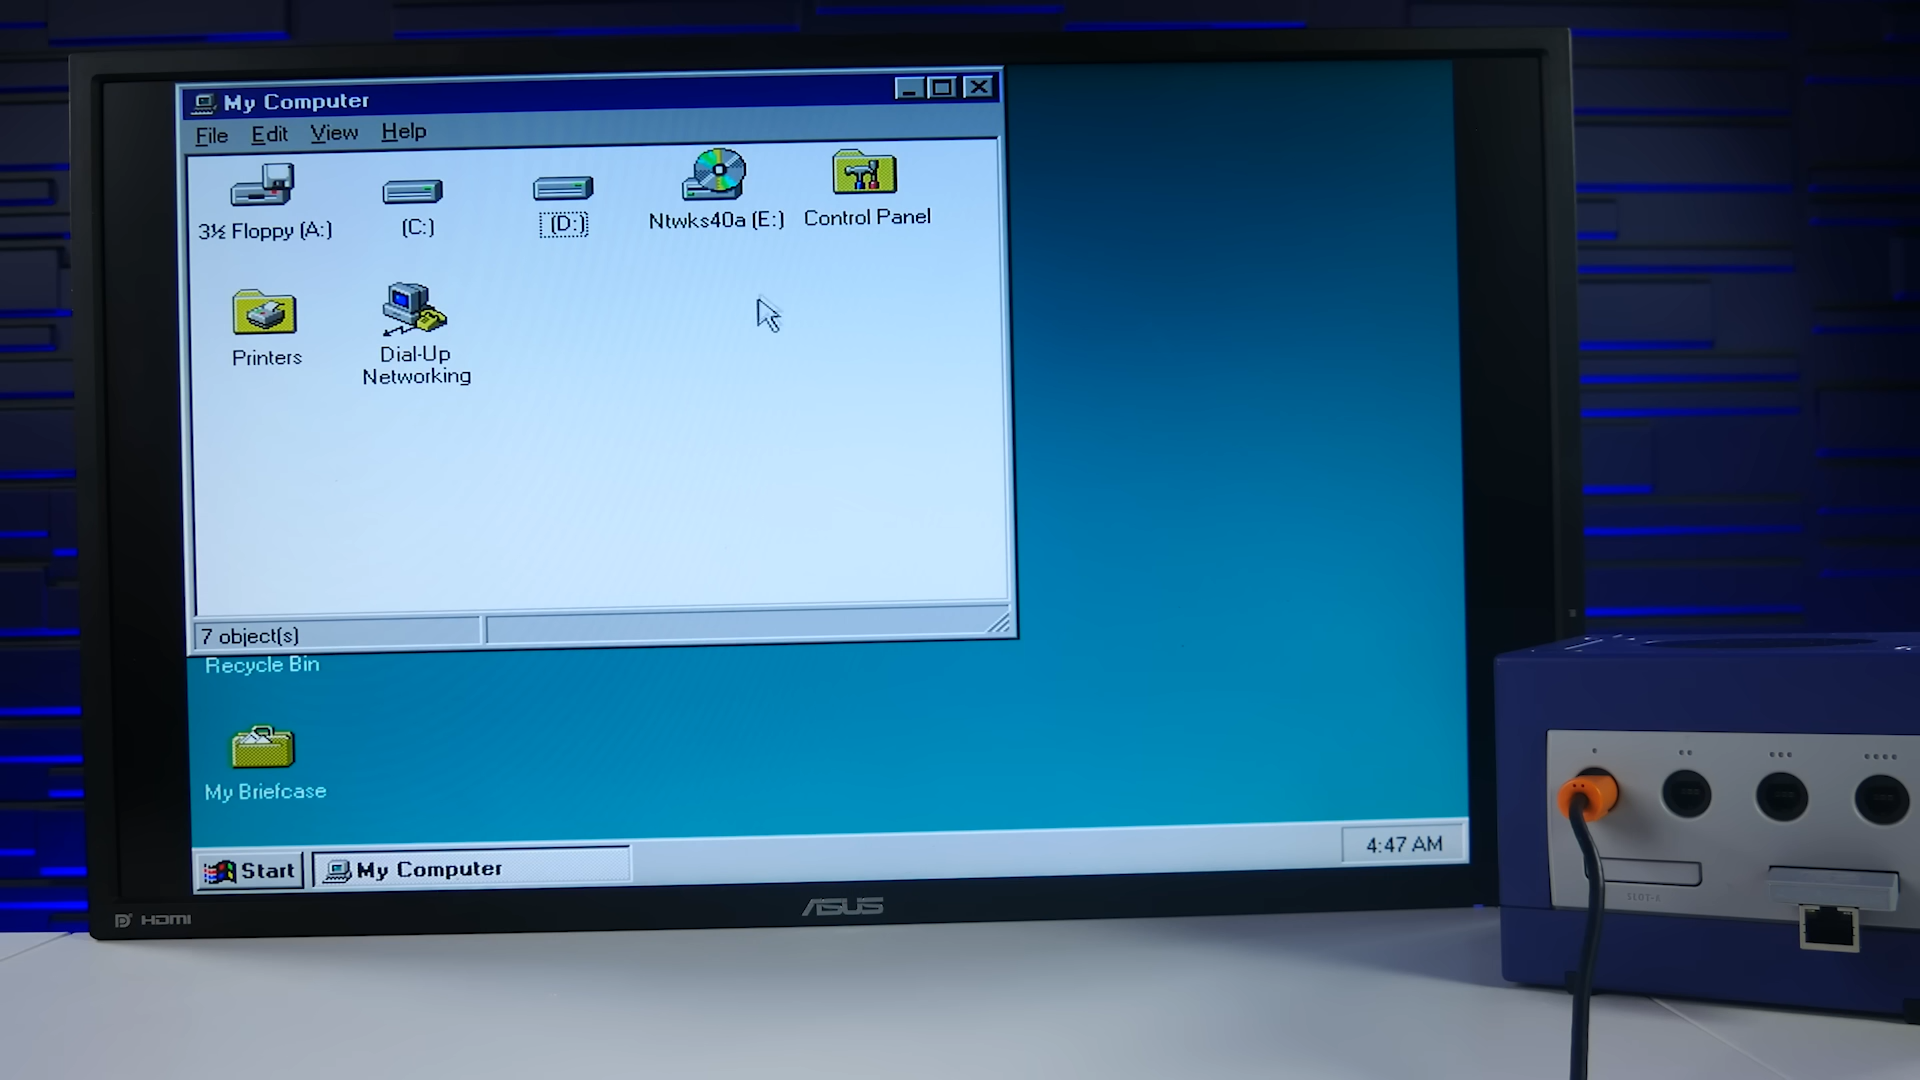 My Computer
File Edit View Help
3½ Floppy (A:)
(C:)
(D:)
Ntwks40a (E:)
Control Panel
Printers
Dial-Up
Networking
7 object(s)
Recycle Bin
My Briefcase
Start
My Computer
4:47 AM
HDMI
ASUS